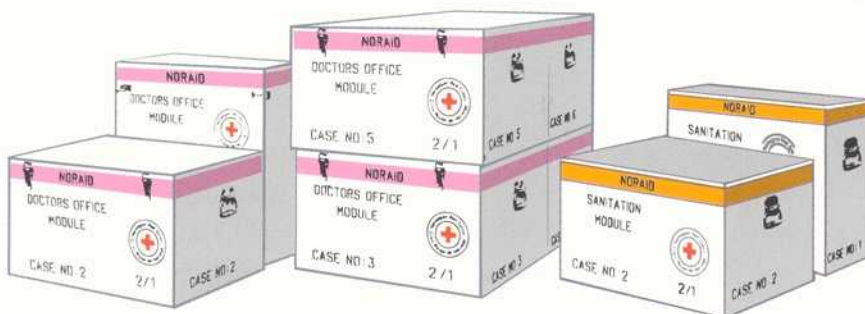 NORAID
DOCTORS OFFICE
MODULE
NORAID
DOCTORS OFFICE
MODULE
CASE NO: 2
2/1
CASE NO: 2
DOCTORS OFFICE
MODULE
CASE NO: 5
2/1
CASE NO: 5
CASE NO: 6
NORAID
DOCTORS OFFICE
MODULE
CASE NO: 3
2/1
CASE NO: 3
CASE
NORAID
SANITATION
CASE NO: 1
NORAID
SANITATION
MODULE
CASE NO: 2
2/1
CASE NO: 2